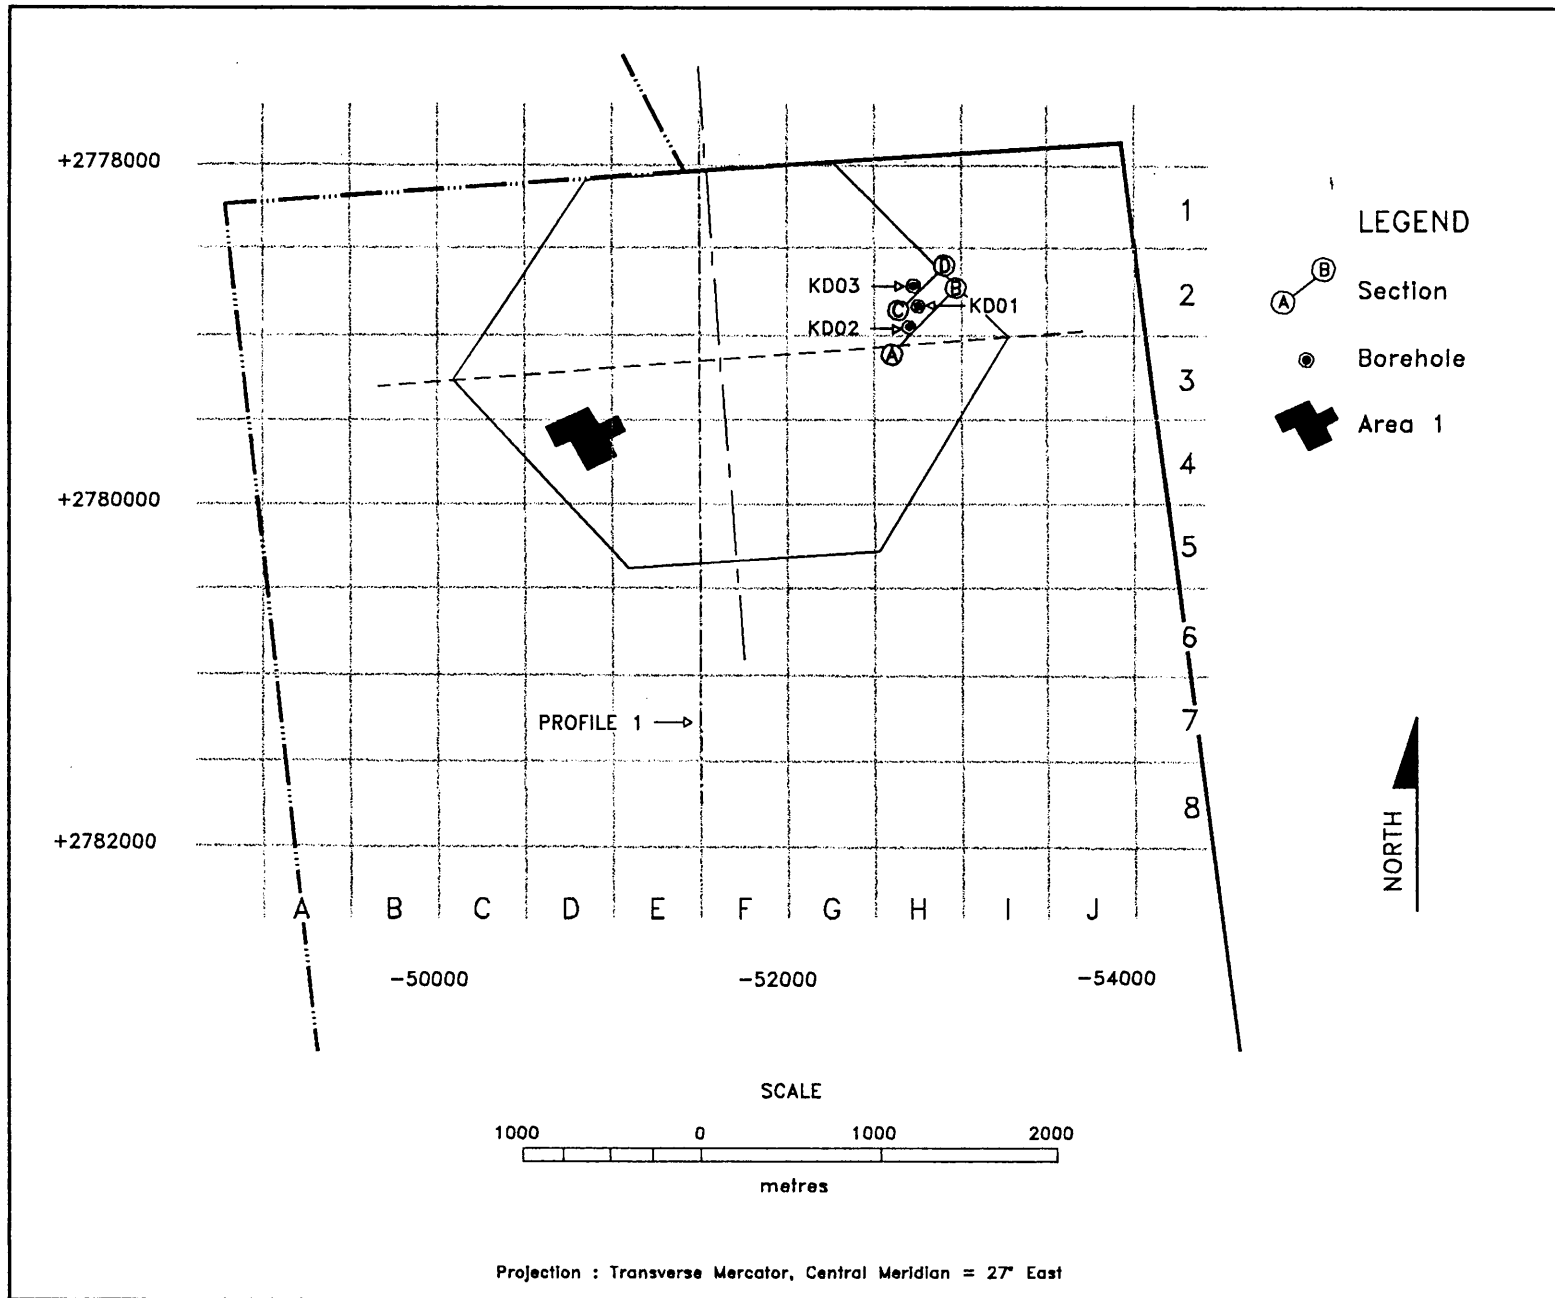 +2778000
1
LEGEND
D
B
KD03
2
B
A
Section
C
KD01
KD02
A
Borehole
3
Area 1
4
+2780000
5
6
PROFILE 1
7
8
+2782000
NORTH
A B C D E F G H I J
-50000 -52000 -54000
SCALE
1000 0 1000 2000
metres
Projection : Transverse Mercator, Central Meridian = 27° East